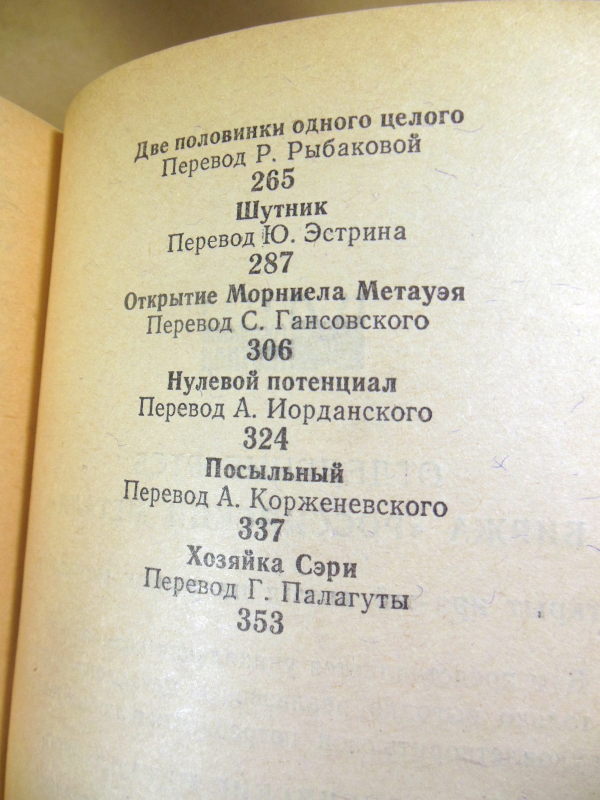 Две половинки одного целого
Перевод Р. Рыбаковой
265
Шутник
Перевод Ю. Эстрина
287
Открытие Морниела Метауэя
Перевод С. Гансовского
306
Нулевой потенциал
Перевод А. Иорданского
324
Посыльный
Перевод А. Корженевского
337
Хозяйка Сэри
Перевод Г. Палагуты
353